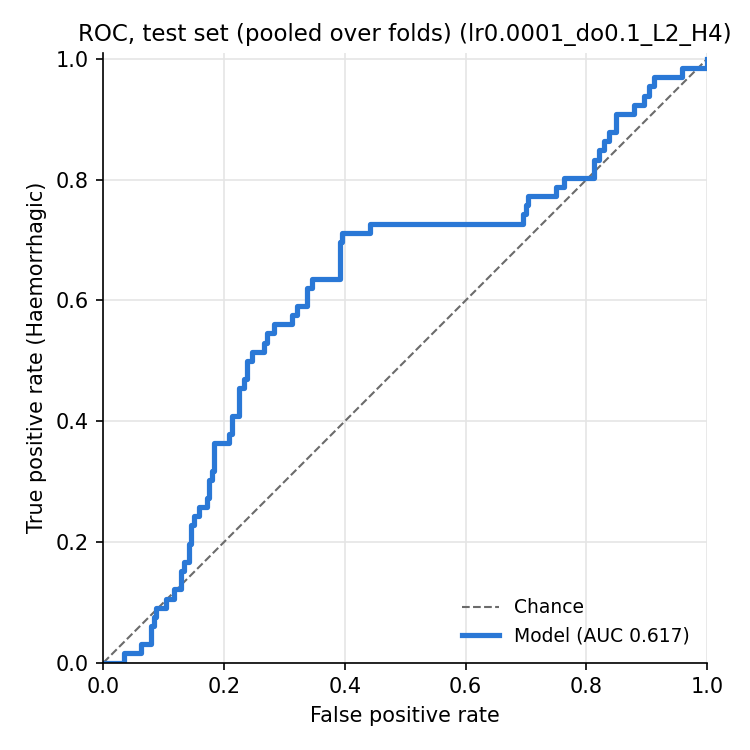 ROC, test set (pooled over folds) (lr0.0001_do0.1_L2_H4)
1.0
0.8
0.6
0.4
0.2
0.0
True positive rate (Haemorrhagic)
Chance
Model (AUC 0.617)
0.0 0.2 0.4 0.6 0.8 1.0
False positive rate